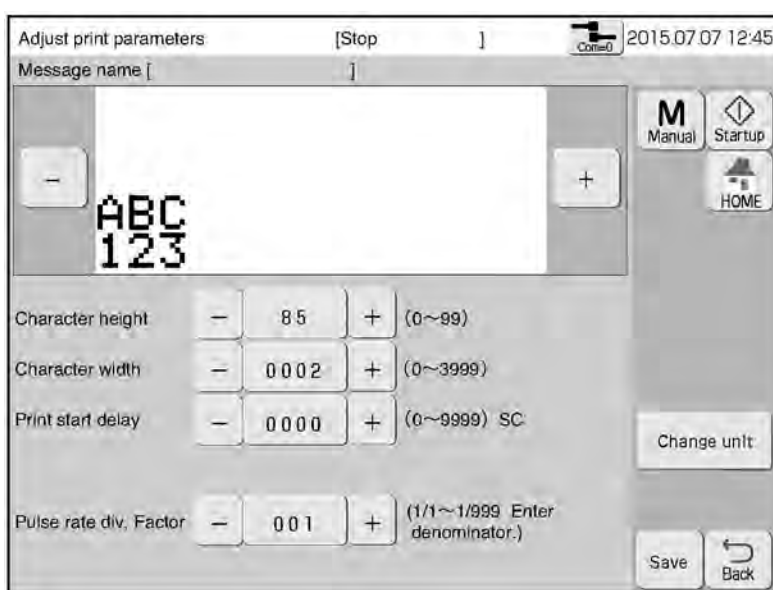 Adjust print parameters [Stop ] Com=0 2015.07.07 12:45
Message name [ ]
M
Manual
Startup
HOME
− +
ABC
123
Character height − 85 + (0～99)
Character width − 0002 + (0～3999)
Print start delay − 0000 + (0～9999) SC
Change unit
Pulse rate div. Factor − 001 + (1/1～1/999 Enter
denominator.)
Save
Back